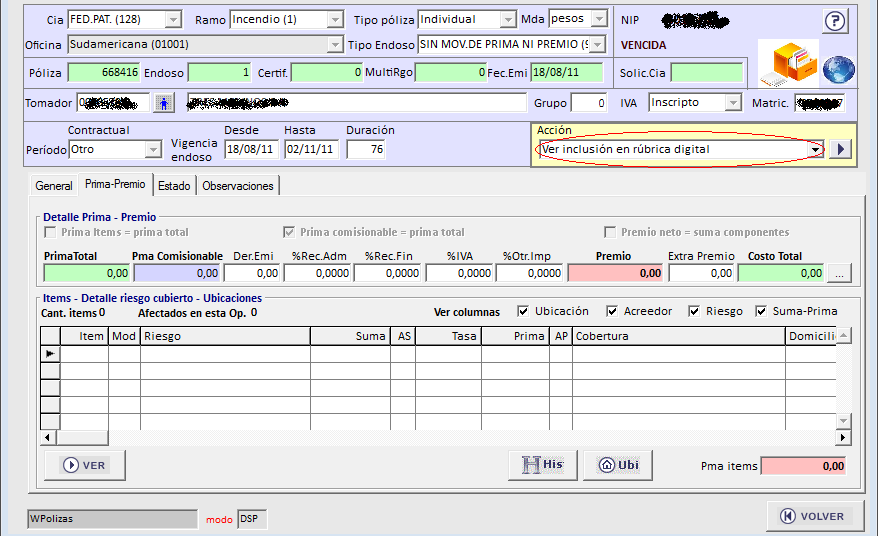 Cia FED.PAT. (128) Ramo Incendio (1) Tipo póliza Individual Mda pesos NIP
Oficina Sudamericana (01001) Tipo Endoso SIN MOV.DE PRIMA NI PREMIO (9 VENCIDA
Póliza 668416 Endoso 1 Certif. 0 MultiRgo 0 Fec.Emi 18/08/11 Solic.Cia
Tomador Grupo 0 IVA Inscripto Matric.
Contractual Desde Hasta Duración Acción
Período Otro Vigencia endoso 18/08/11 02/11/11 76 Ver inclusión en rúbrica digital
General Prima-Premio Estado Observaciones
Detalle Prima - Premio
Prima Items = prima total Prima comisionable = prima total Premio neto = suma componentes
PrimaTotal Pma Comisionable Der.Emi %Rec.Adm %Rec.Fin %IVA %Otr.Imp Premio Extra Premio Costo Total
0,00 0,00 0,00 0,0000 0,0000 0,0000 0,0000 0,00 0,00 0,00 ...
Items - Detalle riesgo cubierto - Ubicaciones
Cant. items 0 Afectados en esta Op. 0 Ver columnas Ubicación Acreedor Riesgo Suma-Prima
Item Mod Riesgo Suma AS Tasa Prima AP Cobertura Domicili
VER His Ubi Pma items 0,00
WPolizas modo DSP VOLVER